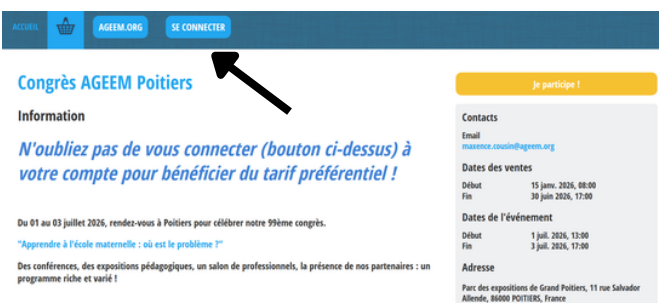 ACCUEIL
AGEEM.ORG
SE CONNECTER
Congrès AGEEM Poitiers
Information
N'oubliez pas de vous connecter (bouton ci-dessus) à
votre compte pour bénéficier du tarif préférentiel !
Du 01 au 03 juillet 2026, rendez-vous à Poitiers pour célébrer notre 99ème congrès.
"Apprendre à l'école maternelle : où est le problème ?"
Des conférences, des expositions pédagogiques, un salon de professionnels, la présence de nos partenaires : un
programme riche et varié !
Je participe !
Contacts
Email
maxence.cousin@ageem.org
Dates des ventes
Début 15 janv. 2026, 08:00
Fin 30 juin 2026, 17:00
Dates de l'événement
Début 1 juil. 2026, 13:00
Fin 3 juil. 2026, 17:00
Adresse
Parc des expositions de Grand Poitiers, 11 rue Salvador
Allende, 86000 POITIERS, France